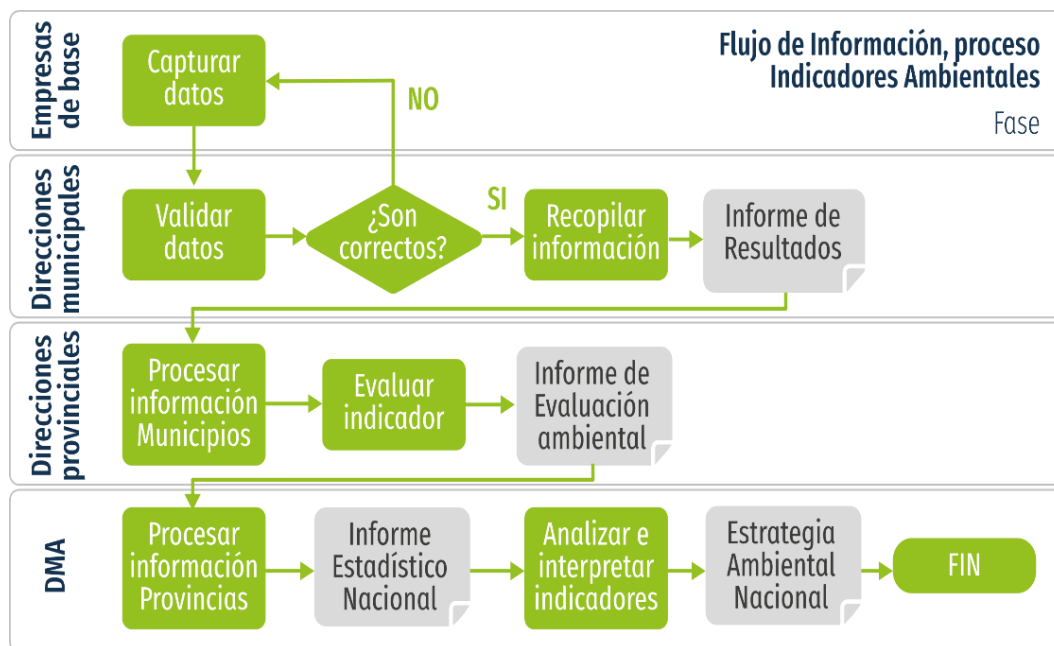 Flujo de Información, proceso
Indicadores Ambientales
Fase
Empresas
de base
Capturar
datos
NO
Direcciones
municipales
Validar
datos
¿Son
correctos?
SI
Recopilar
información
Informe de
Resultados
Direcciones
provinciales
Procesar
información
Municipios
Evaluar
indicador
Informe de
Evaluación
ambiental
DMA
Procesar
información
Provincias
Informe
Estadístico
Nacional
Analizar e
interpretar
indicadores
Estrategia
Ambiental
Nacional
FIN